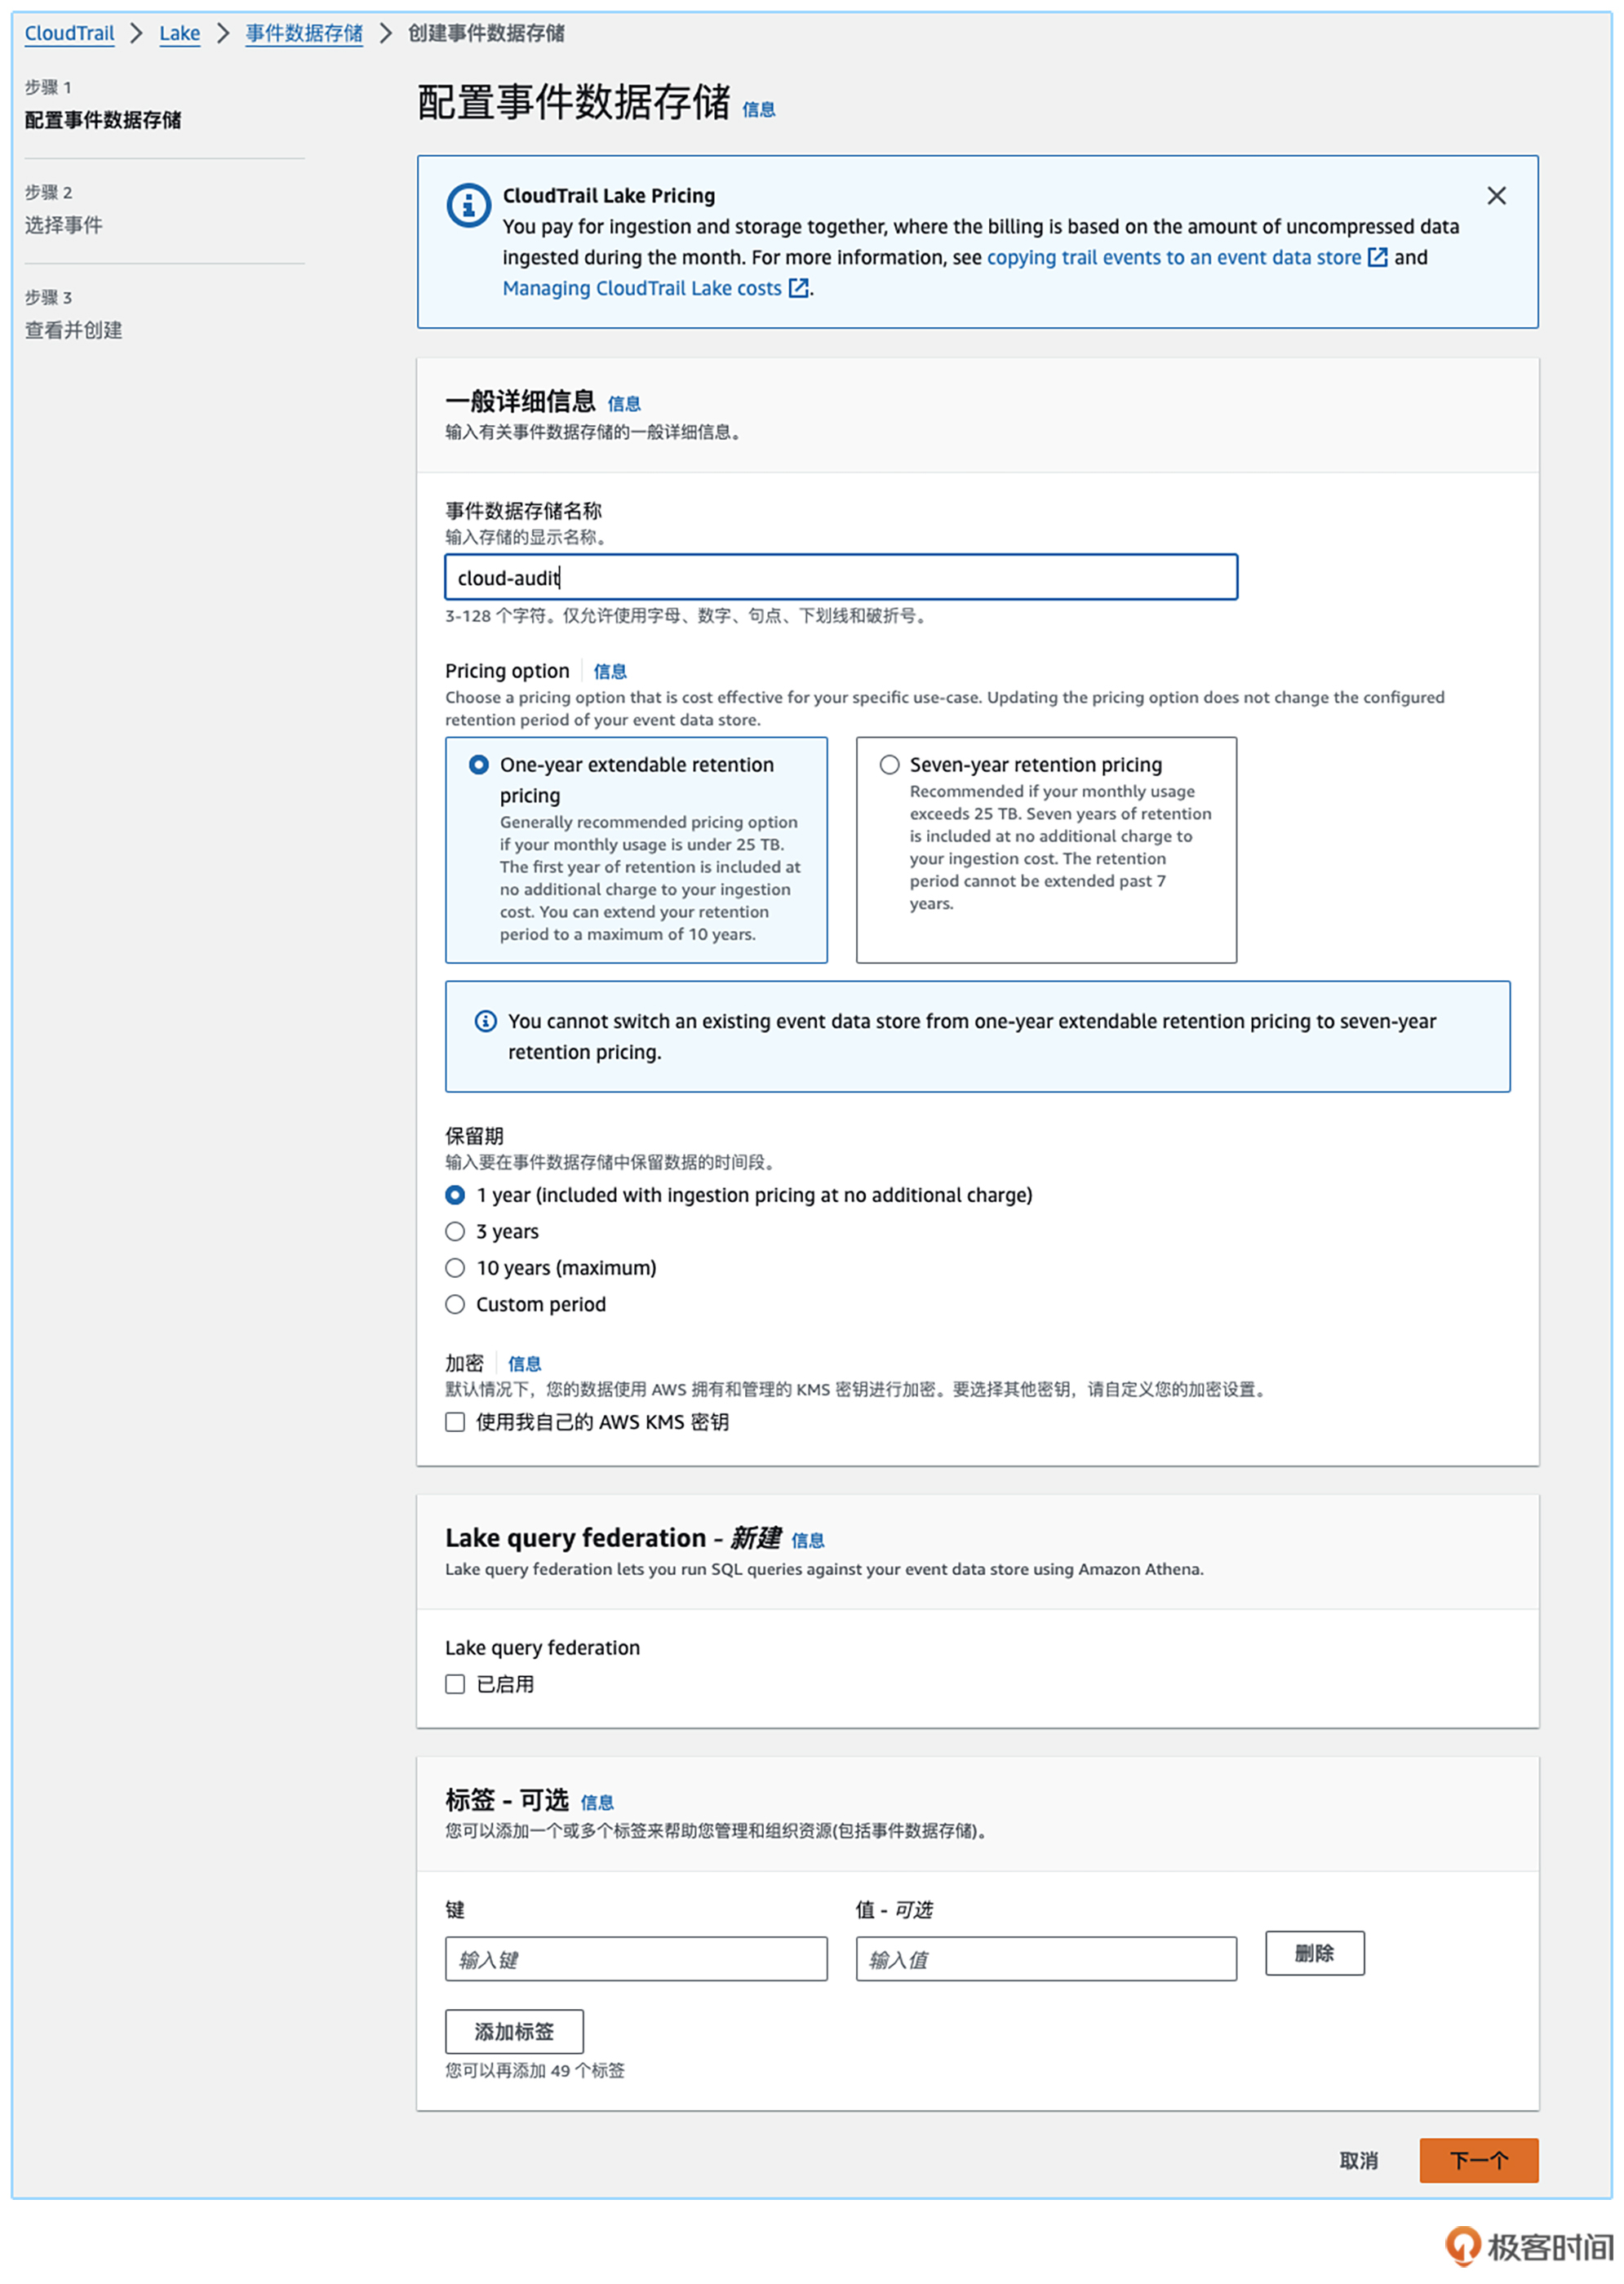 CloudTrail > Lake > 事件数据存储 > 创建事件数据存储
步骤 1
配置事件数据存储
步骤 2
选择事件
步骤 3
查看并创建
配置事件数据存储 信息
CloudTrail Lake Pricing
You pay for ingestion and storage together, where the billing is based on the amount of uncompressed data
ingested during the month. For more information, see copying trail events to an event data store and
Managing CloudTrail Lake costs .
一般详细信息 信息
输入有关事件数据存储的一般详细信息。
事件数据存储名称
输入存储的显示名称。
cloud-audit
3-128 个字符。仅允许使用字母、数字、句点、下划线和破折号。
Pricing option 信息
Choose a pricing option that is cost effective for your specific use-case. Updating the pricing option does not change the configured
retention period of your event data store.
One-year extendable retention
pricing
Generally recommended pricing option
if your monthly usage is under 25 TB.
The first year of retention is included at
no additional charge to your ingestion
cost. You can extend your retention
period to a maximum of 10 years.
Seven-year retention pricing
Recommended if your monthly usage
exceeds 25 TB. Seven years of retention
is included at no additional charge to
your ingestion cost. The retention
period cannot be extended past 7
years.
You cannot switch an existing event data store from one-year extendable retention pricing to seven-year
retention pricing.
保留期
输入要在事件数据存储中保留数据的时间段。
1 year (included with ingestion pricing at no additional charge)
3 years
10 years (maximum)
Custom period
加密 信息
默认情况下，您的数据使用 AWS 拥有和管理的 KMS 密钥进行加密。要选择其他密钥，请自定义您的加密设置。
使用我自己的 AWS KMS 密钥
Lake query federation - 新建 信息
Lake query federation lets you run SQL queries against your event data store using Amazon Athena.
Lake query federation
已启用
标签 - 可选 信息
您可以添加一个或多个标签来帮助您管理和组织资源(包括事件数据存储)。
键
值 - 可选
输入键
输入值
删除
添加标签
您可以再添加 49 个标签
取消
下一个
极客时间